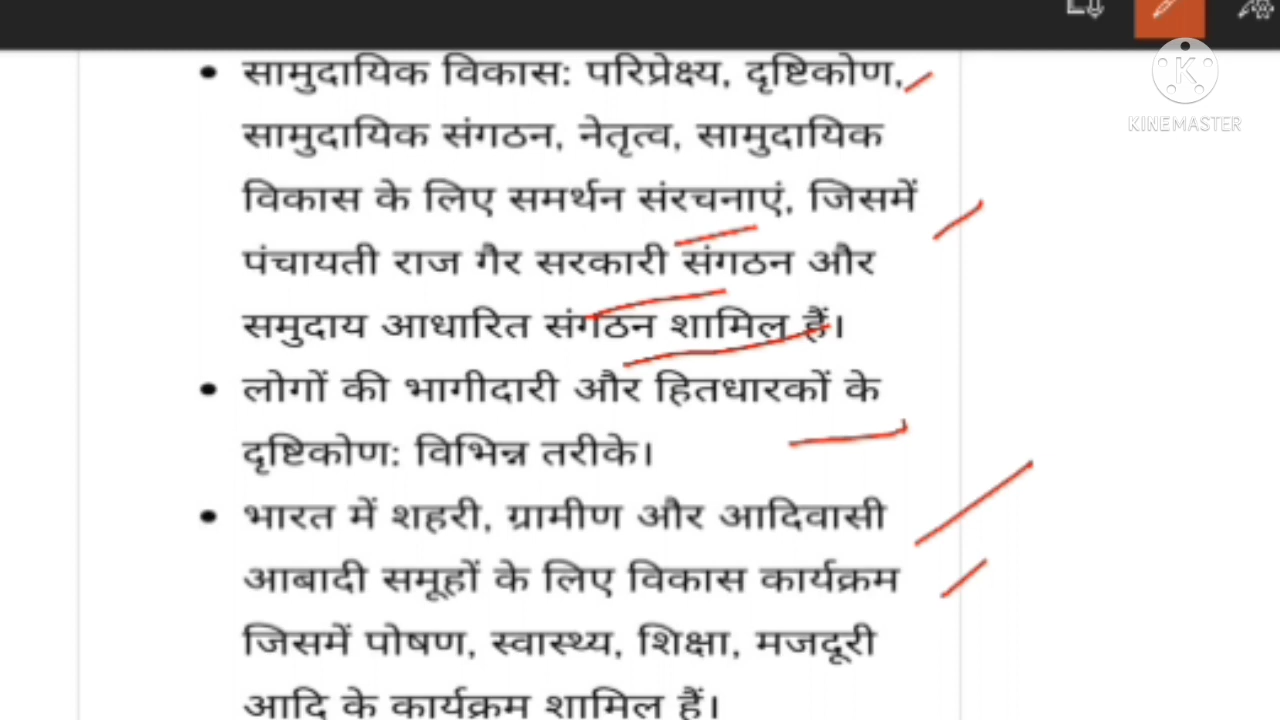 • सामुदायिक विकास: परिप्रेक्ष्य, दृष्टिकोण,
सामुदायिक संगठन, नेतृत्व, सामुदायिक
विकास के लिए समर्थन संरचनाएं, जिसमें
पंचायती राज गैर सरकारी संगठन और
समुदाय आधारित संगठन शामिल हैं।
• लोगों की भागीदारी और हितधारकों के
दृष्टिकोण: विभिन्न तरीके।
• भारत में शहरी, ग्रामीण और आदिवासी
आबादी समूहों के लिए विकास कार्यक्रम
जिसमें पोषण, स्वास्थ्य, शिक्षा, मजदूरी
आदि के कार्यक्रम शामिल हैं।
K
KINEMASTER